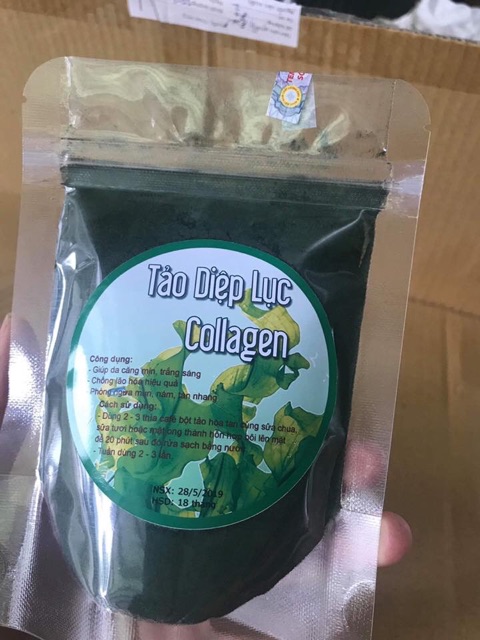 Tảo Diệp Lục
Collagen
Công dụng:
- Giúp da căng mịn, trắng sáng
- Chống lão hóa hiệu quả
- Phòng ngừa mụn, nám, tàn nhang
Cách sử dụng:
- Dùng 2 - 3 thìa cafe bột tảo hòa tan cùng sữa chua,
sữa tươi hoặc mật ong thành hỗn hợp bôi lên mặt
để 20 phút sau đó rửa sạch bằng nước
- Tuần dùng 2 - 3 lần.
NSX: 28/5/2019
HSD: 18 tháng